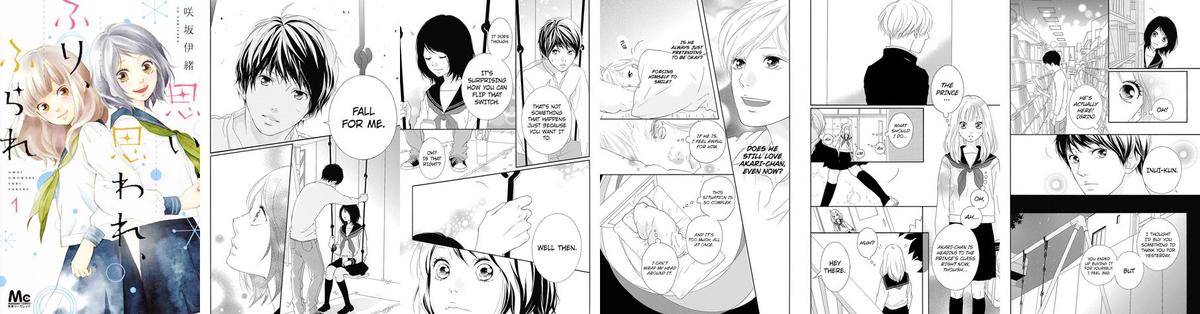 咲坂伊緒
思い、思われ、
ふり、ふられ
OMOI OMOWARE
FURI FURARE
1
Mc
IT DOES
THOUGH.
IT'S
SURPRISING
HOW YOU CAN
FLIP THAT
SWITCH.
FALL
FOR ME.
THAT'S NOT
SOMETHING
THAT HAPPENS
JUST BECAUSE
YOU WANT IT
TO.
OH?
IS THAT
RIGHT?
WELL THEN.
IS HE
ALWAYS JUST
PRETENDING
TO BE OKAY?
FORCING
HIMSELF TO
SMILE?
IF HE IS,
I FEEL AWFUL
FOR HIM.
DOES HE
STILL LOVE
AKARI-CHAN,
EVEN NOW?
THIS
SITUATION IS
SO COMPLEX.
AND IT'S
TOO MUCH, ALL
AT ONCE.
I CAN'T
WRAP MY HEAD
AROUND IT.
THE
PRINCE
...
WHAT
SHOULD
I DO...
OH,
AH...
HUH?
HEY
THERE.
AKARI-CHAN
IS HEADING TO
THE PRINCE'S CLASS
RIGHT NOW,
THOUGH...
HE'S
ACTUALLY
HERE!
(GRIN)
OH!
INUI-KUN.
I THOUGHT
I'D BUY YOU
SOMETHING TO
THANK YOU FOR
YESTERDAY.
YOU ENDED
UP BUYING IT
FOR YOURSELF
I FEEL BAD.
BUT